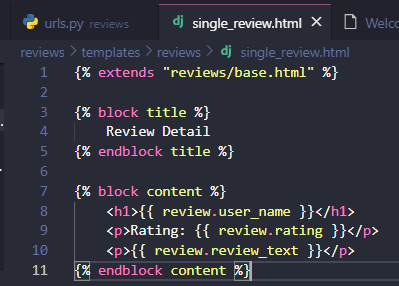 urls.py reviews
dj single_review.html × Welc
reviews > templates > reviews > dj single_review.html
1 {% extends "reviews/base.html" %}
2
3 {% block title %}
4     Review Detail
5 {% endblock title %}
6
7 {% block content %}
8     <h1>{{ review.user_name }}</h1>
9     <p>Rating: {{ review.rating }}</p>
10     <p>{{ review.review_text }}</p>
11 {% endblock content %}